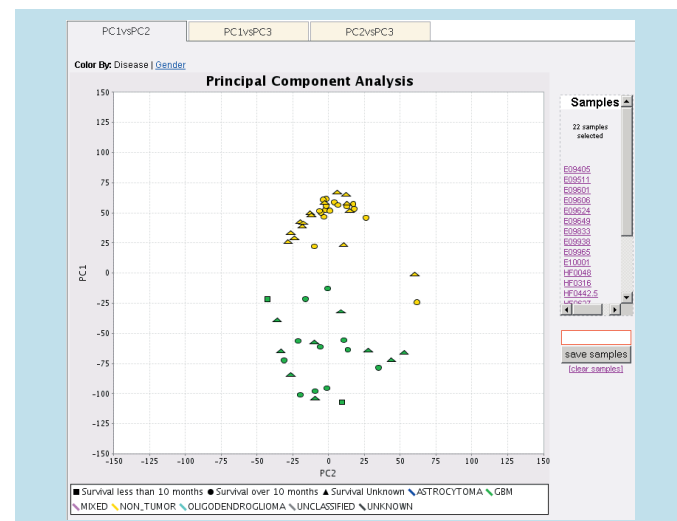 PC1vsPC2 PC1vsPC3 PC2vsPC3
Color By: Disease | Gender
Principal Component Analysis
150
125
100
75
50
25
0
-25
-50
-75
-100
-125
-150
PC1
-150 -125 -100 -75 -50 -25 0 25 50 75 100 125 150
PC2
Survival less than 10 months Survival over 10 months Survival Unknown ASTROCYTOMA GBM
MIXED NON_TUMOR OLIGODENDROGLIOMA UNCLASSIFIED UNKNOWN
Samples
22 samples
selected
E09405
E09511
E09601
E09606
E09624
E09649
E09833
E09938
E09965
E10001
HF0048
HF0316
HF0442.5
save samples
[clear samples]